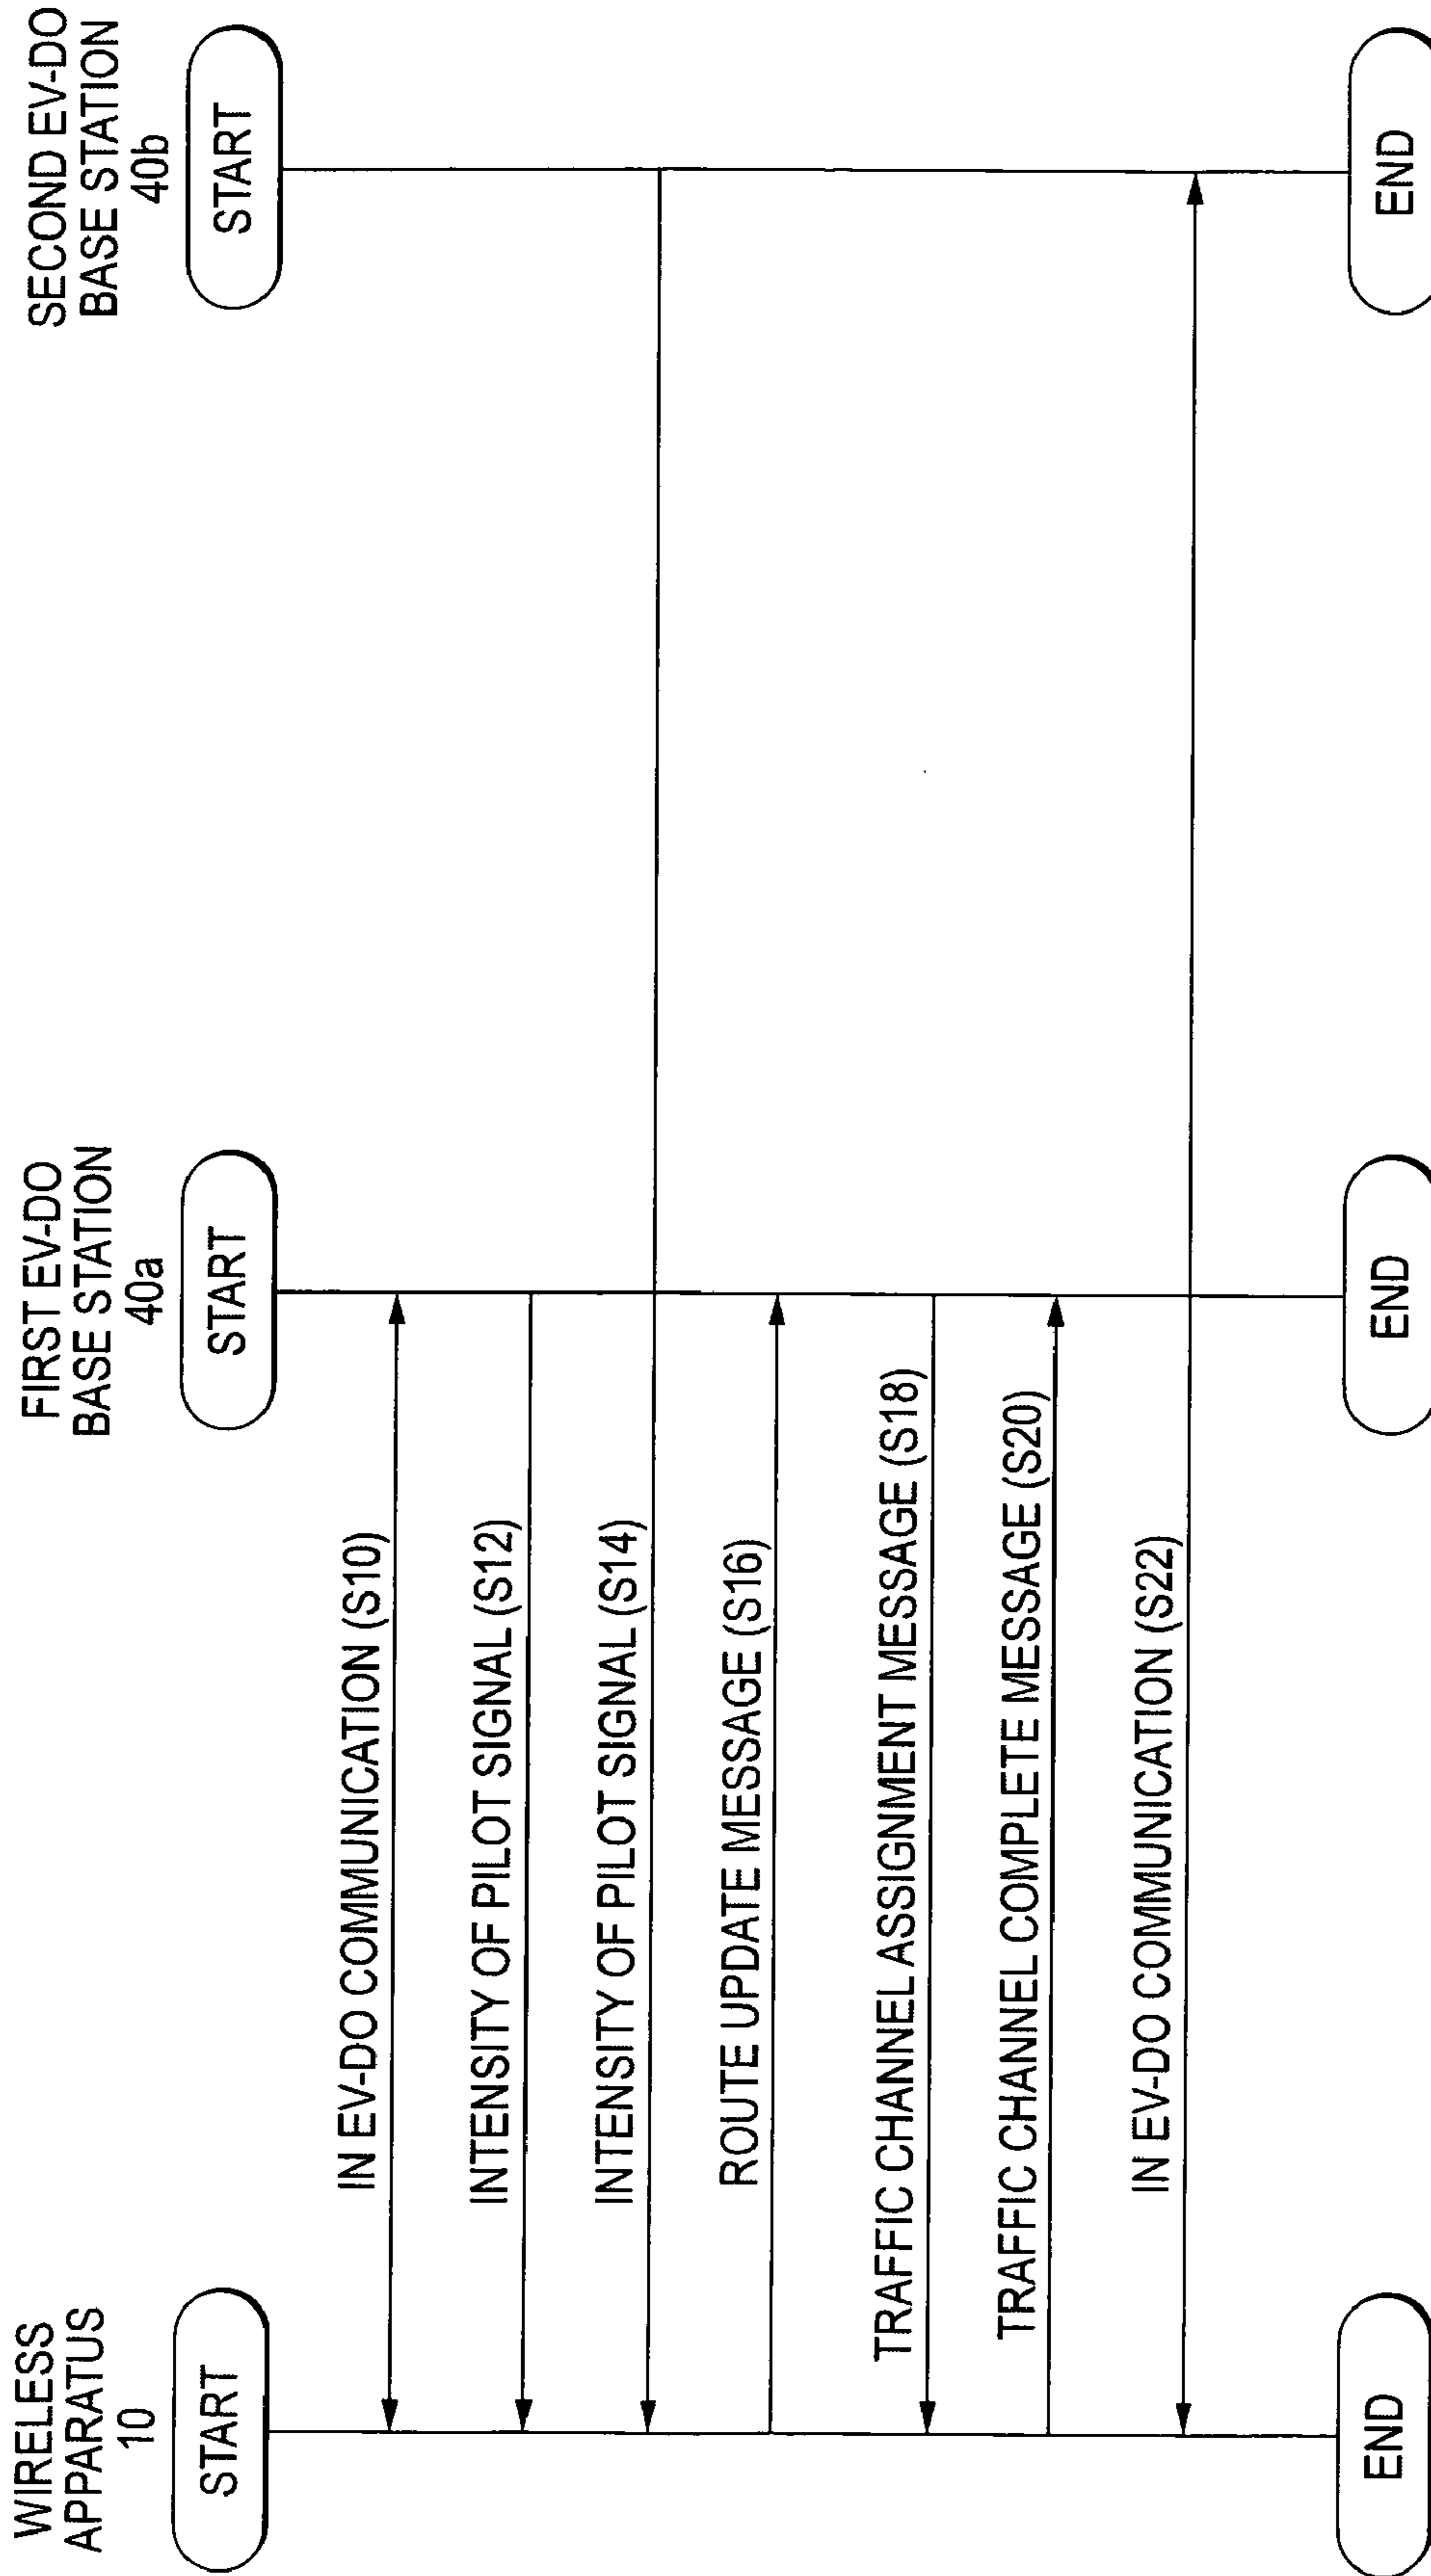 WIRELESS
APPARATUS
10
FIRST EV-DO
BASE STATION
40a
SECOND EV-DO
BASE STATION
40b
START
START
START
IN EV-DO COMMUNICATION (S10)
INTENSITY OF PILOT SIGNAL (S12)
INTENSITY OF PILOT SIGNAL (S14)
ROUTE UPDATE MESSAGE (S16)
TRAFFIC CHANNEL ASSIGNMENT MESSAGE (S18)
TRAFFIC CHANNEL COMPLETE MESSAGE (S20)
IN EV-DO COMMUNICATION (S22)
END
END
END